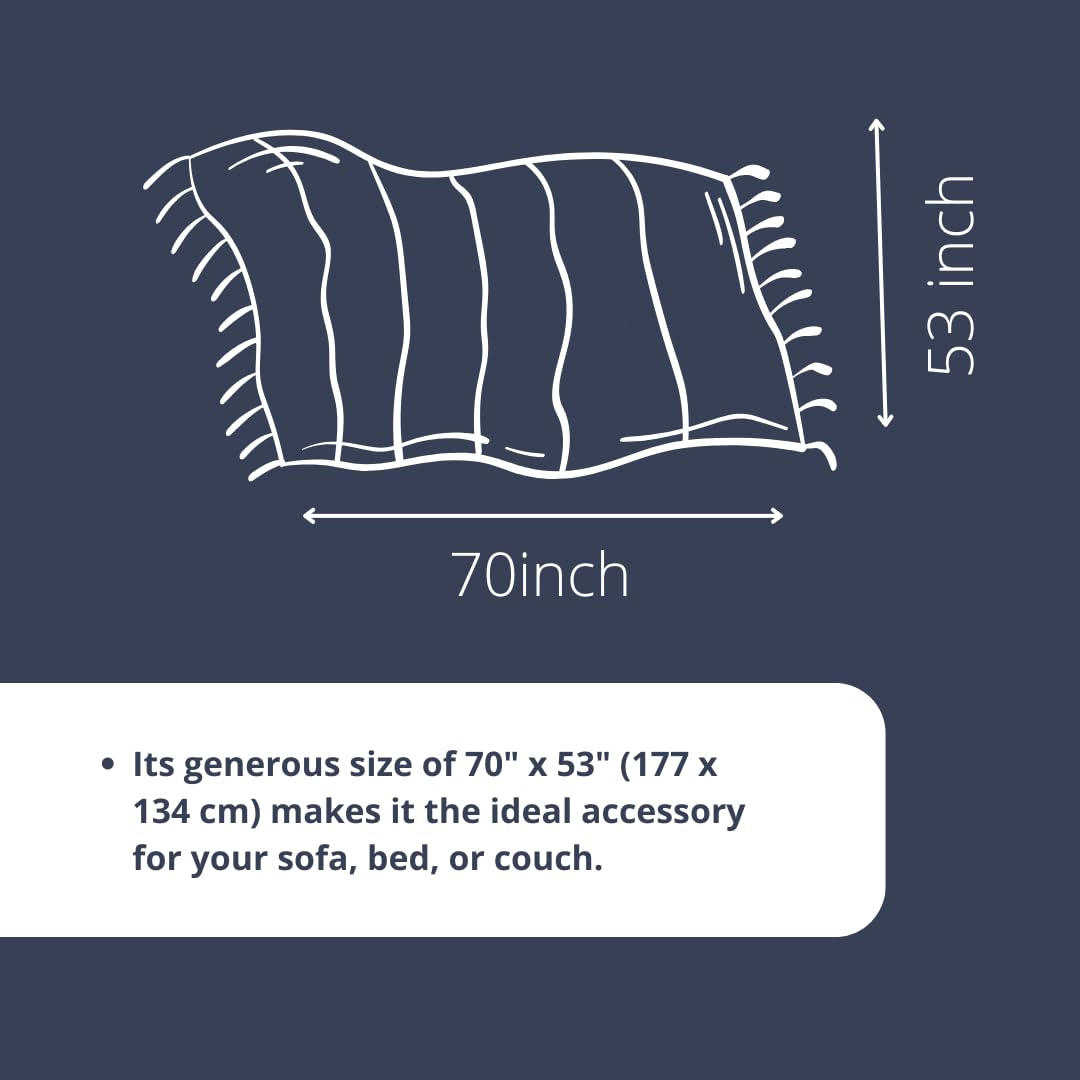 53 inch
70inch
• Its generous size of 70" x 53" (177 x
134 cm) makes it the ideal accessory
for your sofa, bed, or couch.